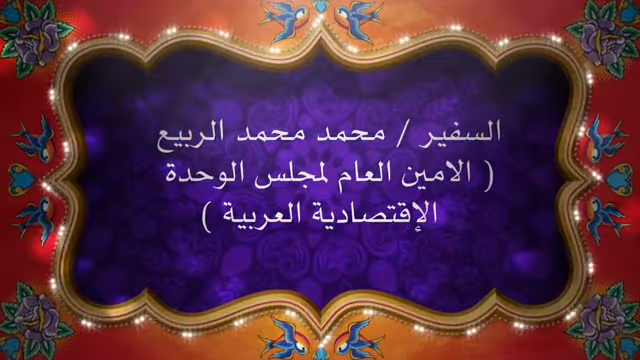 السفير / محمد محمد الربيع
( الامين العام لمجلس الوحدة
الإقتصادية العربية )